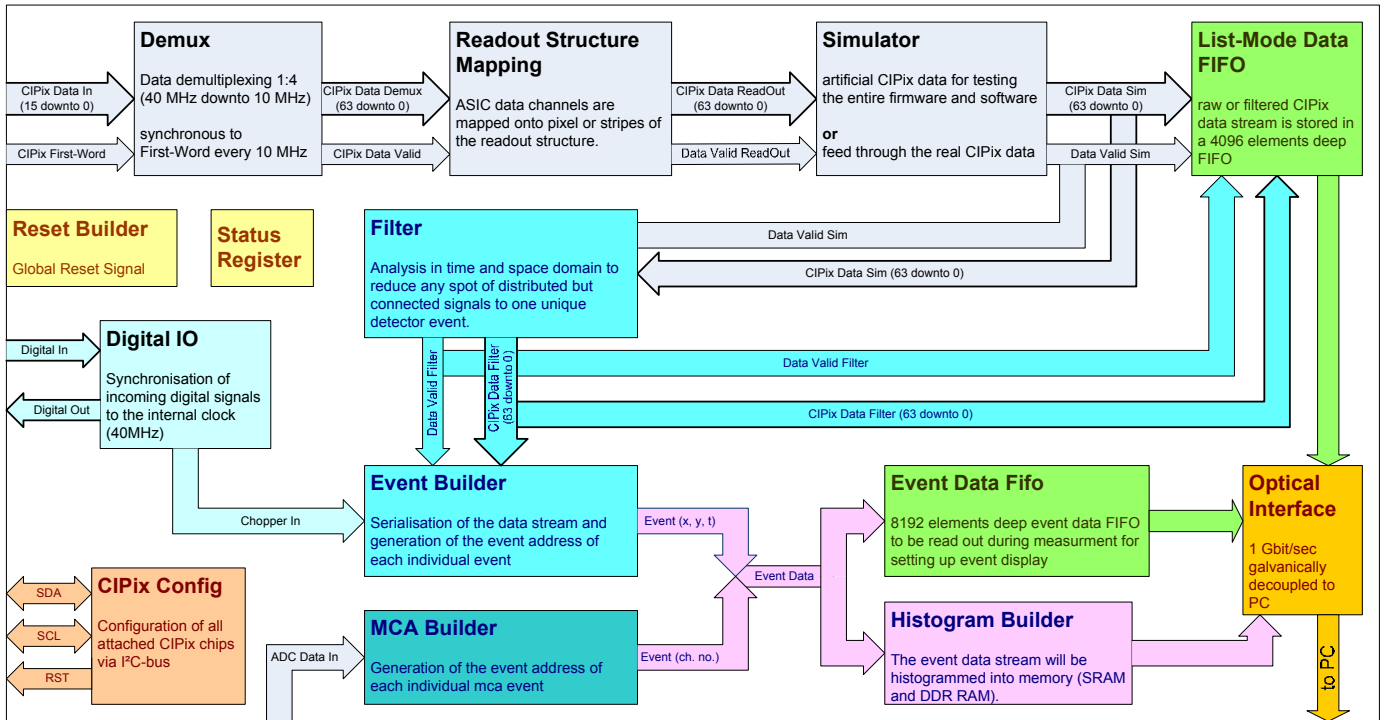 Demux
Data demultiplexing 1:4
(40 MHz downto 10 MHz)
synchronous to
First-Word every 10 MHz
CIPix Data In
(15 downto 0)
CIPix First-Word
CIPix Data Demux
(63 downto 0)
CIPix Data Valid
Readout Structure
Mapping
ASIC data channels are
mapped onto pixel or stripes of
the readout structure.
CIPix Data ReadOut
(63 downto 0)
Data Valid ReadOut
Simulator
artificial CIPix data for testing
the entire firmware and software
or
feed through the real CIPix data
CIPix Data Sim
(63 downto 0)
Data Valid Sim
List-Mode Data
FIFO
raw or filtered CIPix
data stream is stored in
a 4096 elements deep
FIFO
Reset Builder
Global Reset Signal
Status
Register
Filter
Analysis in time and space domain to
reduce any spot of distributed but
connected signals to one unique
detector event.
Data Valid Sim
CIPix Data Sim (63 downto 0)
Digital In
Digital Out
Digital IO
Synchronisation of
incoming digital signals
to the internal clock
(40MHz)
Data Valid Filter
CIPix Data Filter
(63 downto 0)
Data Valid Filter
CIPix Data Filter (63 downto 0)
Chopper In
Event Builder
Serialisation of the data stream and
generation of the event address of
each individual event
Event (x, y, t)
Event Data
Event Data Fifo
8192 elements deep event data FIFO
to be read out during measurment for
setting up event display
Optical
Interface
1 Gbit/sec
galvanically
decoupled to
PC
SDA
SCL
RST
CIPix Config
Configuration of all
attached CIPix chips
via I²C-bus
ADC Data In
MCA Builder
Generation of the event address of
each individual mca event
Event (ch. no.)
Histogram Builder
The event data stream will be
histogrammed into memory (SRAM
and DDR RAM).
to PC